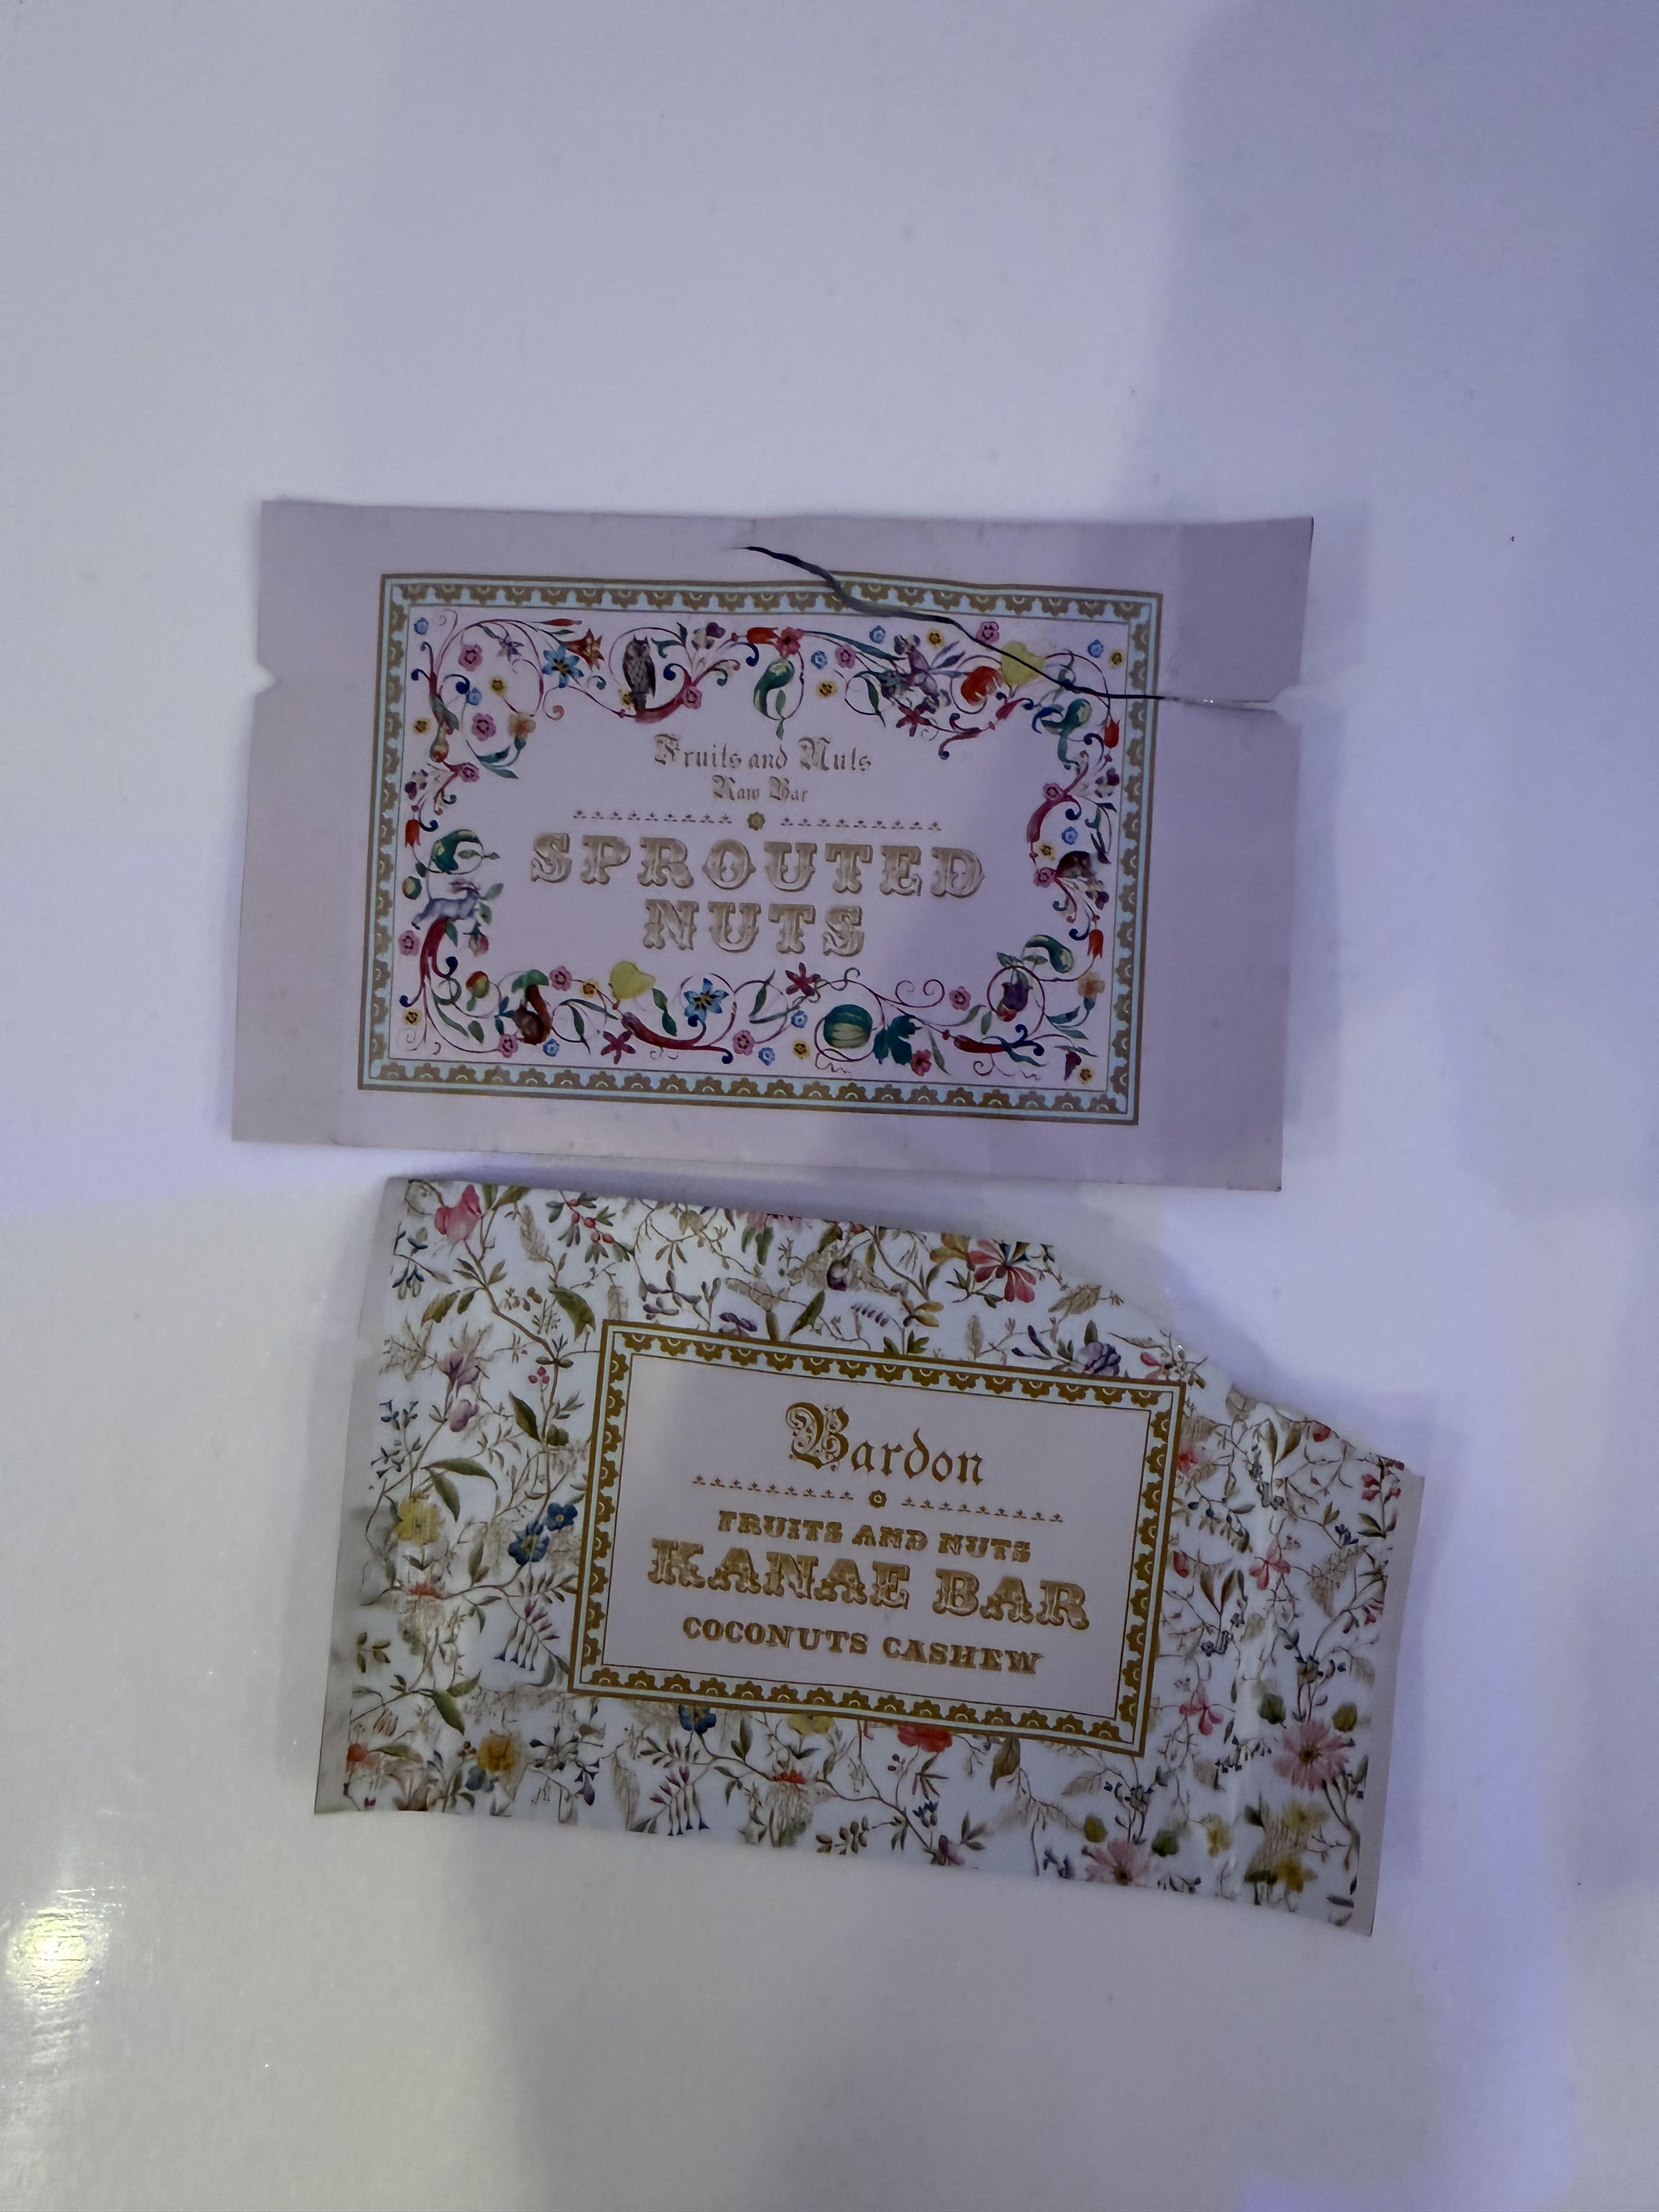 Fruits and Nuts
Raw Bar
SPROUTED
NUTS
Bardon
FRUITS AND NUTS
KANAE BAR
COCONUTS CASHEW